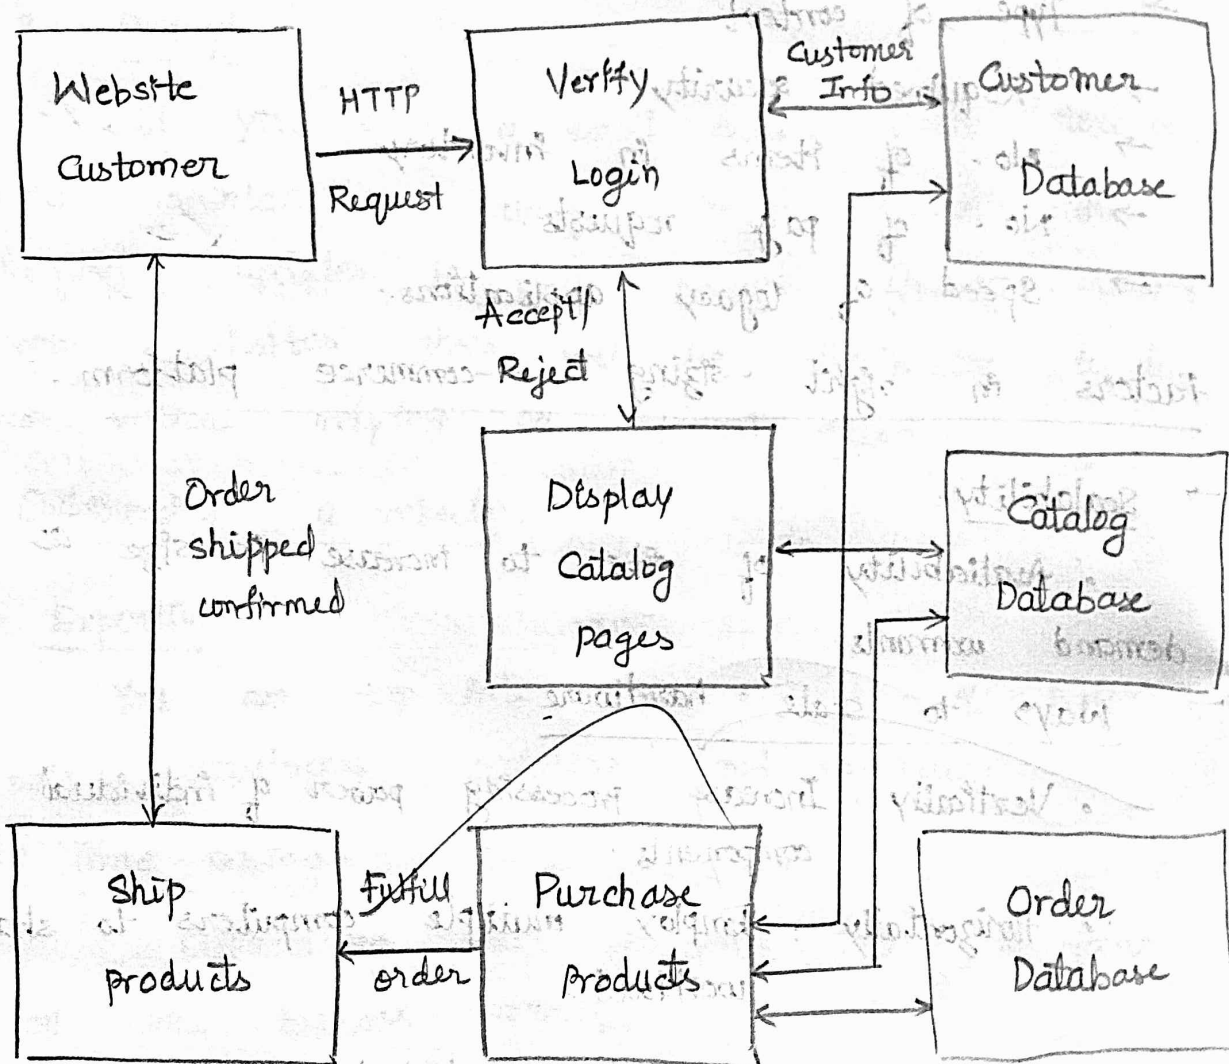 Website
Customer
HTTP
Request
Verify
Login
Customer
Info
Customer
Database
Accept/
Reject
Order
shipped
confirmed
Display
Catalog
pages
Catalog
Database
Ship
products
Fulfill
order
Purchase
Products
Order
Database